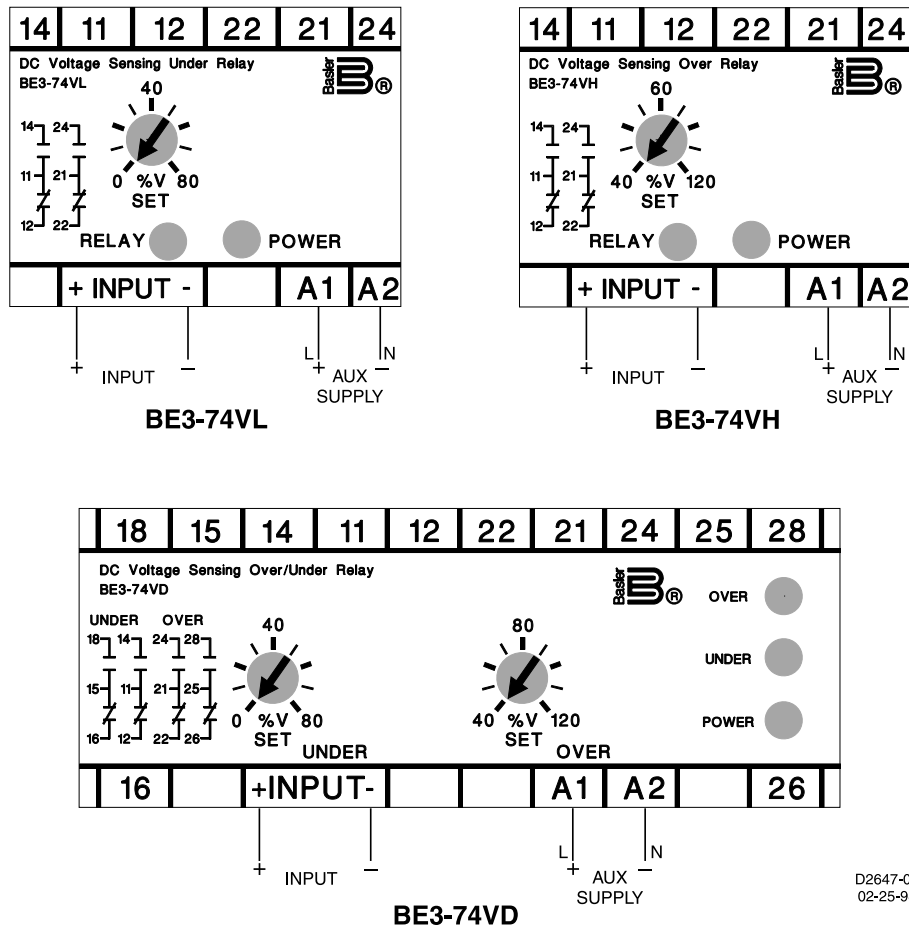 14 11 12 22 21 24
DC Voltage Sensing Under Relay
BE3-74VL
Basler
B ®
40
14 24
11 21
12 22
0 %V 80
SET
RELAY POWER
+ INPUT - A1 A2
L N
+ INPUT — + —
AUX
SUPPLY
BE3-74VL
14 11 12 22 21 24
DC Voltage Sensing Over Relay
BE3-74VH
Basler
B ®
60
14 24
11 21
12 22
40 %V 120
SET
RELAY POWER
+ INPUT - A1 A2
L N
+ INPUT — + —
AUX
SUPPLY
BE3-74VH
18 15 14 11 12 22 21 24 25 28
DC Voltage Sensing Over/Under Relay
BE3-74VD
Basler
B ®
OVER
UNDER OVER
18 14 24 28
40
80
UNDER
15 11 21 25
16 12 22 26
0 %V 80
SET
UNDER
40 %V 120
SET
OVER
POWER
16 +INPUT- A1 A2 26
L N
+ INPUT — + —
AUX
SUPPLY
BE3-74VD
D2647-0
02-25-9